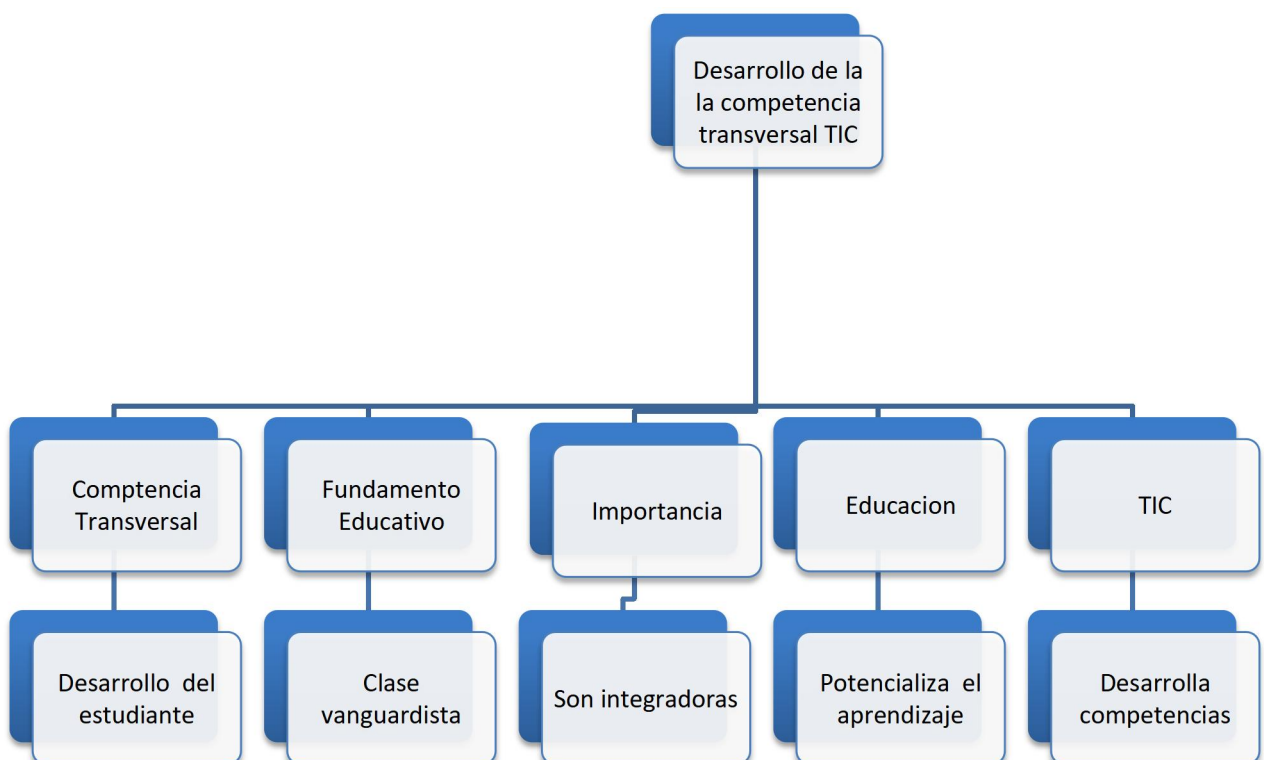 Desarrollo de la
la competencia
transversal TIC
Comptencia
Transversal
Fundamento
Educativo
Importancia
Educacion
TIC
Desarrollo del
estudiante
Clase
vanguardista
Son integradoras
Potencializa el
aprendizaje
Desarrolla
competencias